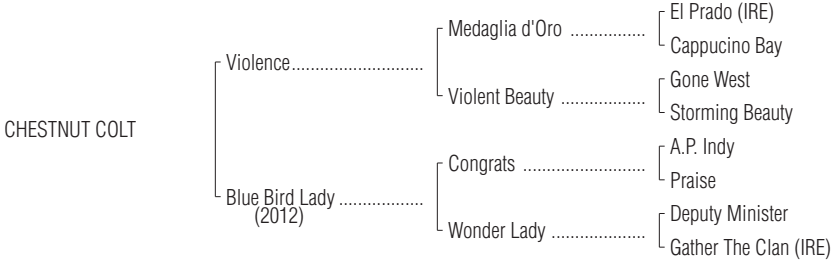 El Prado (IRE)
Medaglia d'Oro ................
Cappucino Bay
Violence............................
Gone West
Violent Beauty ..................
Storming Beauty
CHESTNUT COLT
A.P. Indy
Congrats ..........................
Praise
Blue Bird Lady ..................
(2012)
Deputy Minister
Wonder Lady ....................
Gather The Clan (IRE)